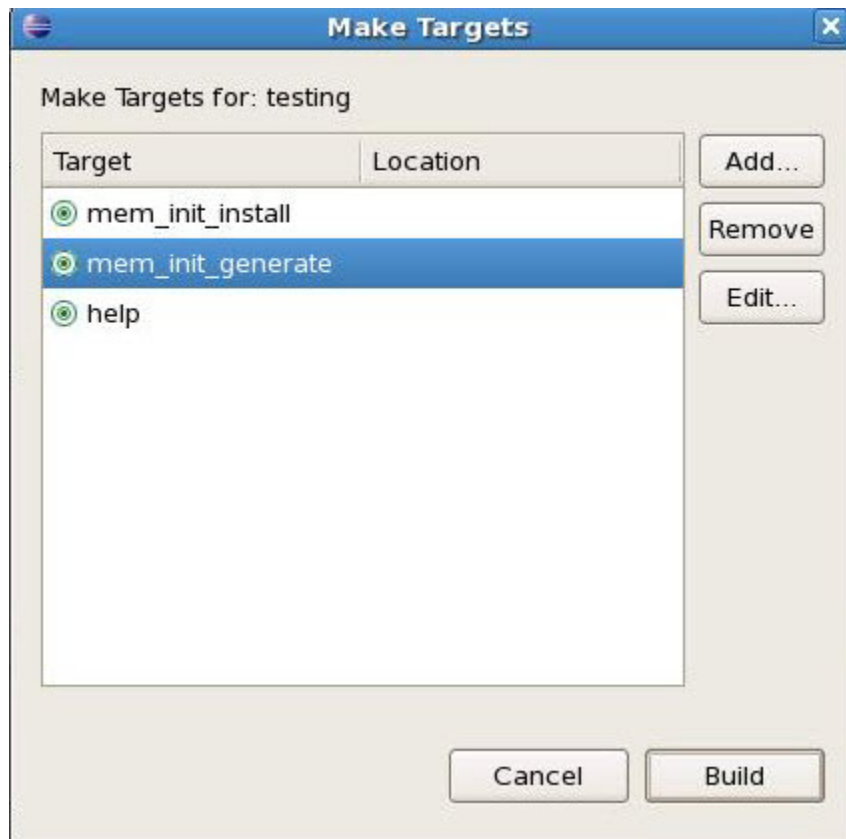 Make Targets
Make Targets for: testing
Target Location
Add...
mem_init_install
Remove
mem_init_generate
Edit...
help
Cancel Build